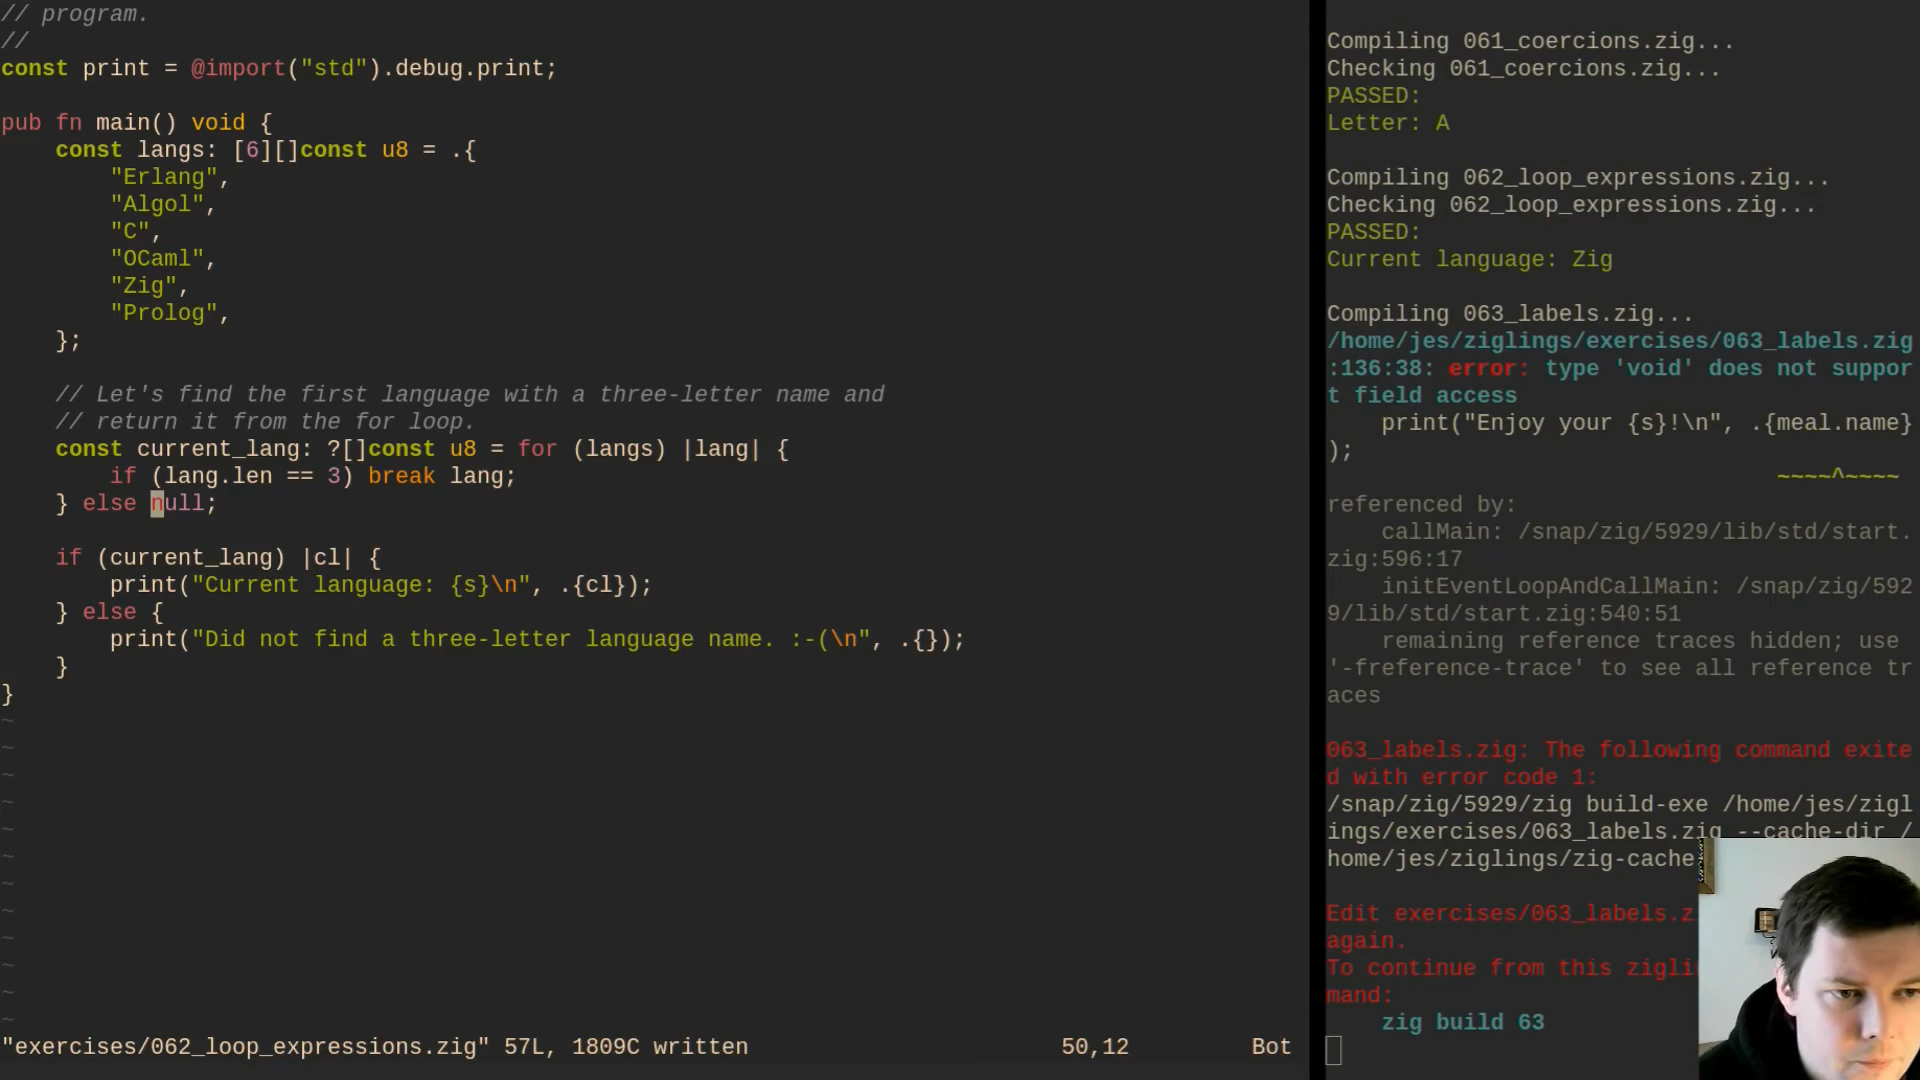 // program.
//
const print = @import("std").debug.print;
pub fn main() void {
    const langs: [6][]const u8 = .{
        "Erlang",
        "Algol",
        "C",
        "OCaml",
        "Zig",
        "Prolog",
    };
    // Let's find the first language with a three-letter name and
    // return it from the for loop.
    const current_lang: ?[]const u8 = for (langs) |lang| {
        if (lang.len == 3) break lang;
    } else null;
    if (current_lang) |cl| {
        print("Current language: {s}\n", .{cl});
    } else {
        print("Did not find a three-letter language name. :-(\n", .{});
    }
}
~
~
~
~
~
~
~
~
~
~
~
~
"exercises/062_loop_expressions.zig" 57L, 1809C written 50,12 Bot
Compiling 061_coercions.zig...
Checking 061_coercions.zig...
PASSED:
Letter: A
Compiling 062_loop_expressions.zig...
Checking 062_loop_expressions.zig...
PASSED:
Current language: Zig
Compiling 063_labels.zig...
/home/jes/ziglings/exercises/063_labels.zig
:136:38: error: type 'void' does not suppor
t field access
    print("Enjoy your {s}!\n", .{meal.name}
);
~~~~^~~~~
referenced by:
    callMain: /snap/zig/5929/lib/std/start.
zig:596:17
    initEventLoopAndCallMain: /snap/zig/592
9/lib/std/start.zig:540:51
    remaining reference traces hidden; use
'-freference-trace' to see all reference tr
aces
063_labels.zig: The following command exite
d with error code 1:
/snap/zig/5929/zig build-exe /home/jes/zigl
ings/exercises/063_labels.zig --cache-dir /
home/jes/ziglings/zig-cache
Edit exercises/063_labels.z
again.
To continue from this zigli
mand:
    zig build 63